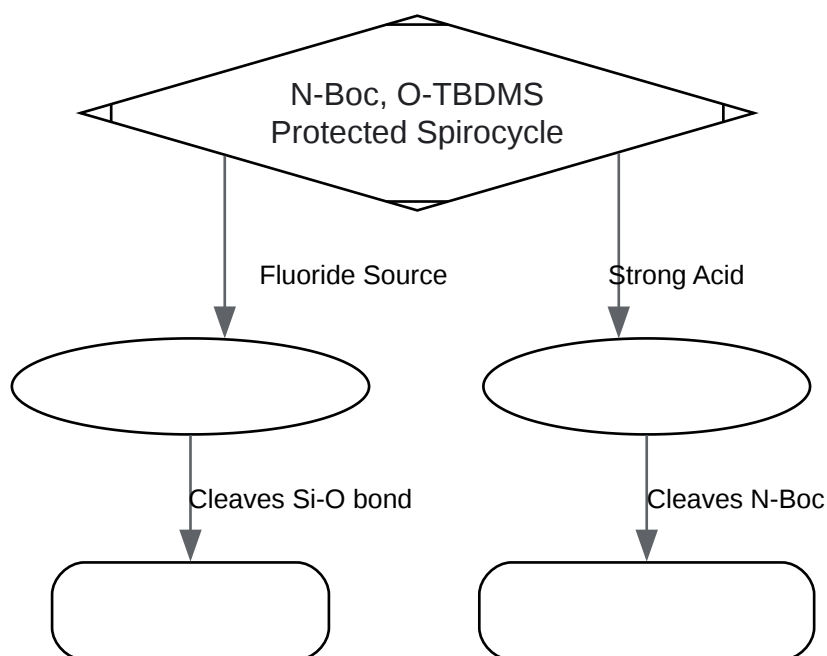 N-Boc, O-TBDMS
Protected Spirocycle
Fluoride Source
Strong Acid
Cleaves Si-O bond
Cleaves N-Boc